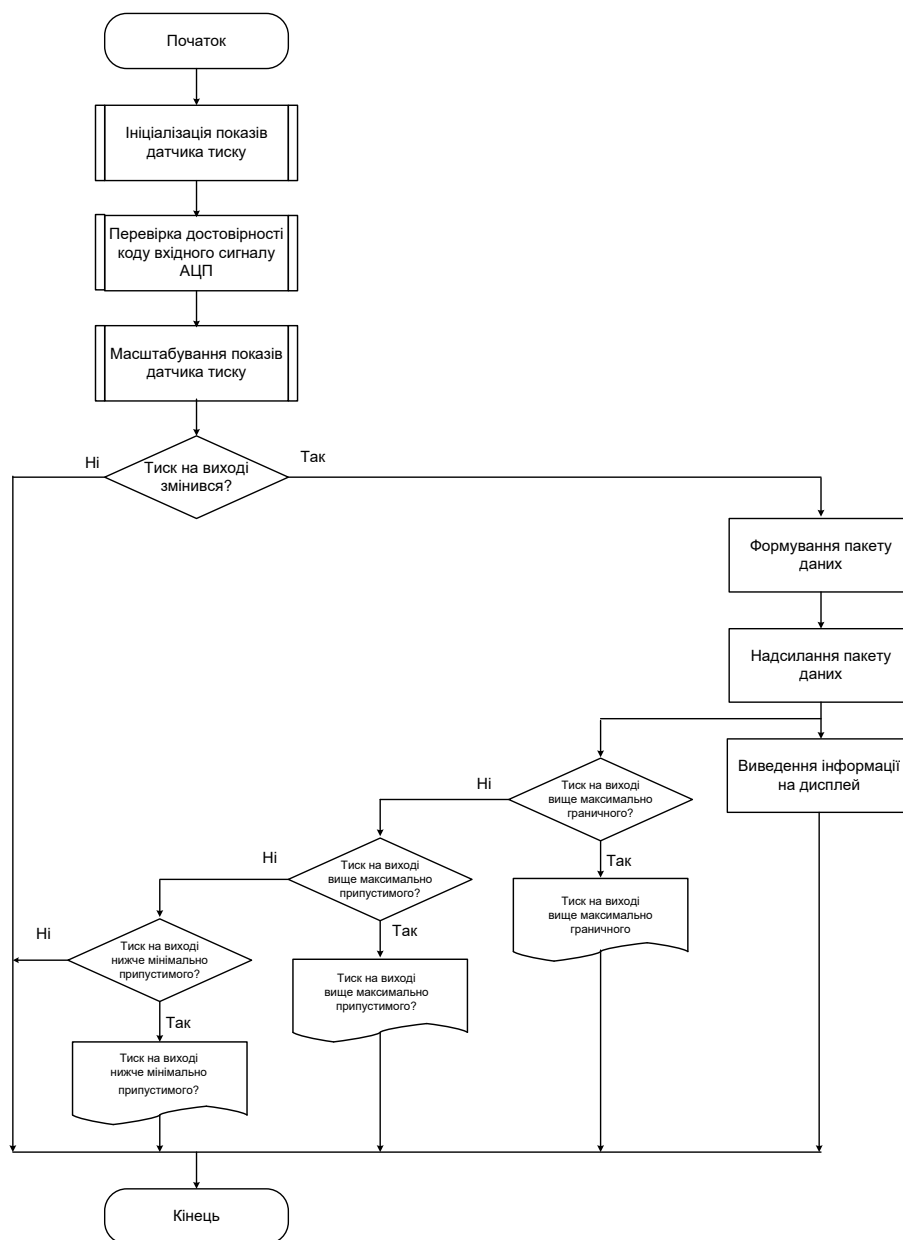 Початок
Ініціалізація показів
датчика тиску
Перевірка достовірності
коду вхідного сигналу
АЦП
Масштабування показів
датчика тиску
Ні
Тиск на виході
змінився?
Так
Формування пакету
даних
Надсилання пакету
даних
Виведення інформації
на дисплей
Ні
Тиск на виході
вище максимально
граничного?
Так
Тиск на виході
вище максимально
граничного
Ні
Тиск на виході
вище максимально
припустимого?
Так
Тиск на виході
вище максимально
припустимого?
Ні
Тиск на виході
нижче мінімально
припустимого?
Так
Тиск на виході
нижче мінімально
припустимого?
Кінець